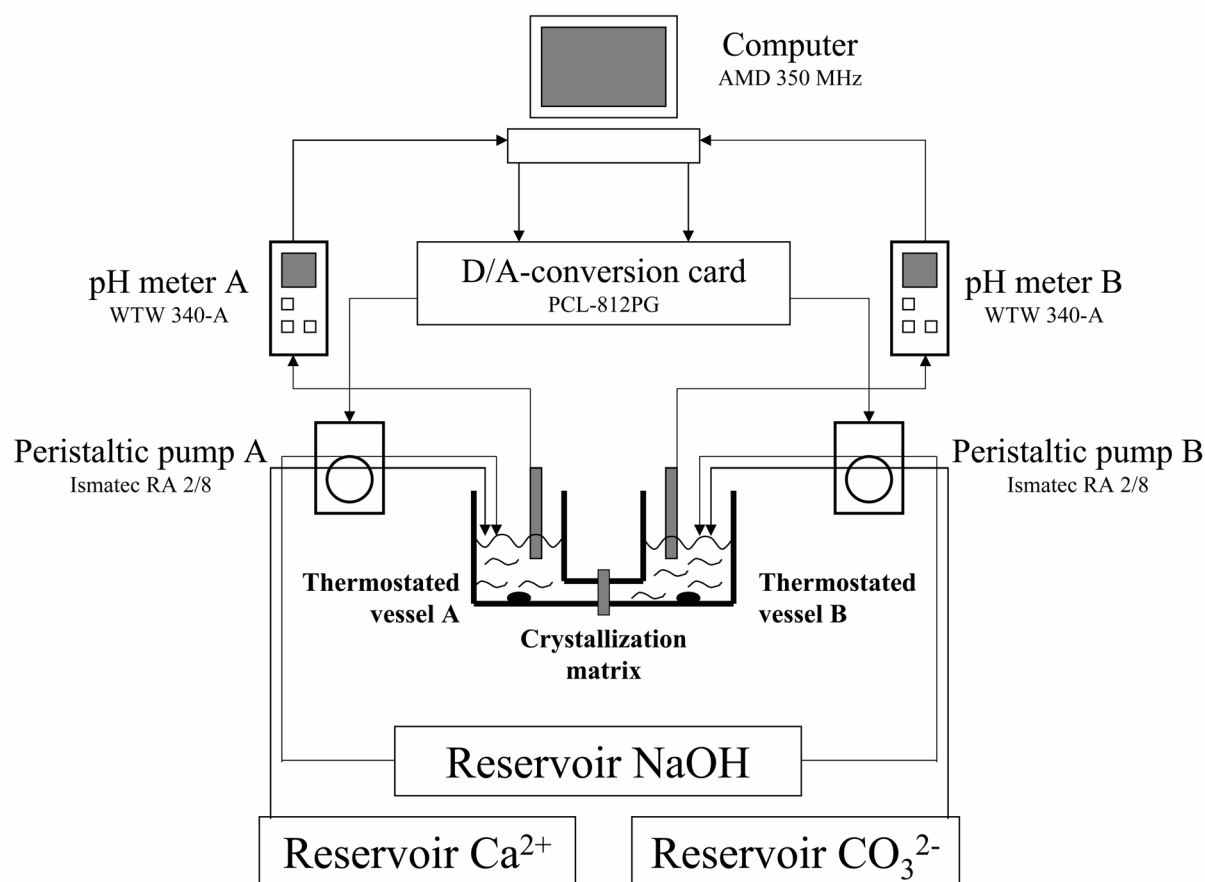 Computer
AMD 350 MHz
D/A-conversion card
PCL-812PG
pH meter A
WTW 340-A
pH meter B
WTW 340-A
Peristaltic pump A
Ismatec RA 2/8
Peristaltic pump B
Ismatec RA 2/8
Thermostated
vessel A
Thermostated
vessel B
Crystallization
matrix
Reservoir NaOH
Reservoir Ca²⁺
Reservoir CO₃²⁻